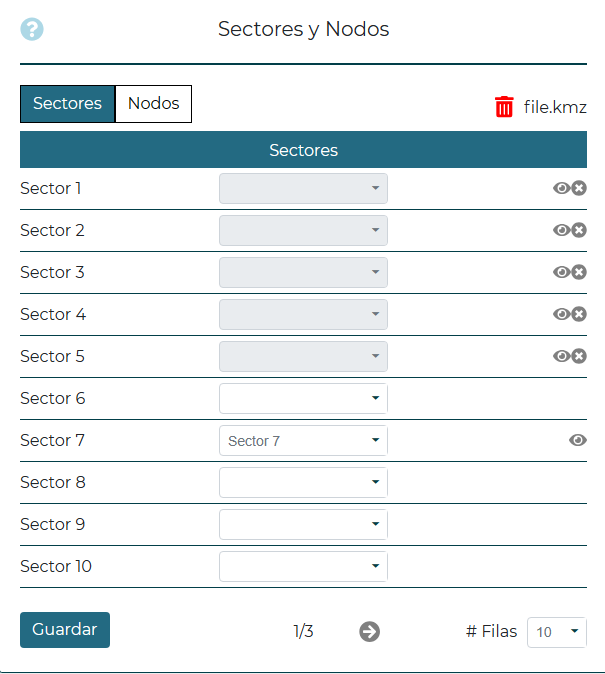 ?
Sectores y Nodos
Sectores Nodos
file.kmz
Sectores
Sector 1
Sector 2
Sector 3
Sector 4
Sector 5
Sector 6
Sector 7 Sector 7
Sector 8
Sector 9
Sector 10
Guardar 1/3 # Filas 10